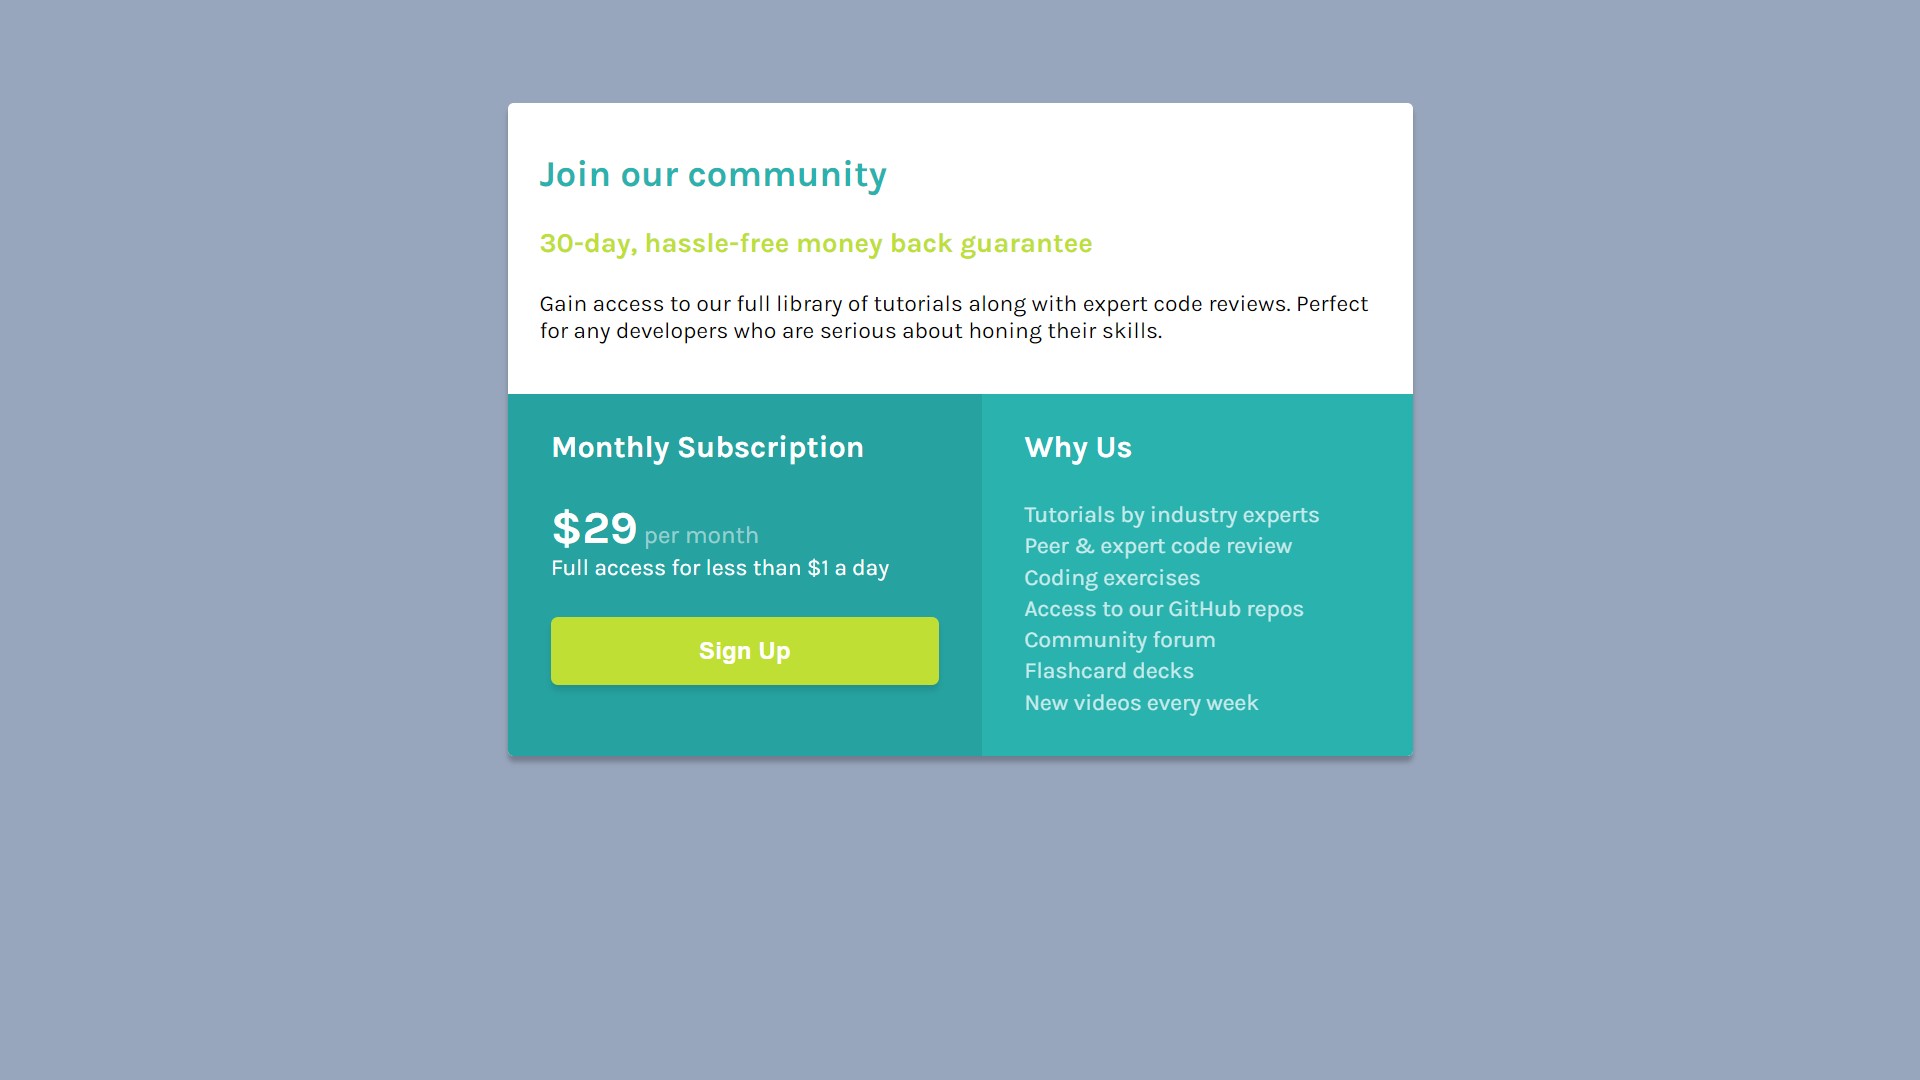 Join our community
30-day, hassle-free money back guarantee
Gain access to our full library of tutorials along with expert code reviews. Perfect
for any developers who are serious about honing their skills.
Monthly Subscription
$29 per month
Full access for less than $1 a day
Sign Up
Why Us
Tutorials by industry experts
Peer & expert code review
Coding exercises
Access to our GitHub repos
Community forum
Flashcard decks
New videos every week